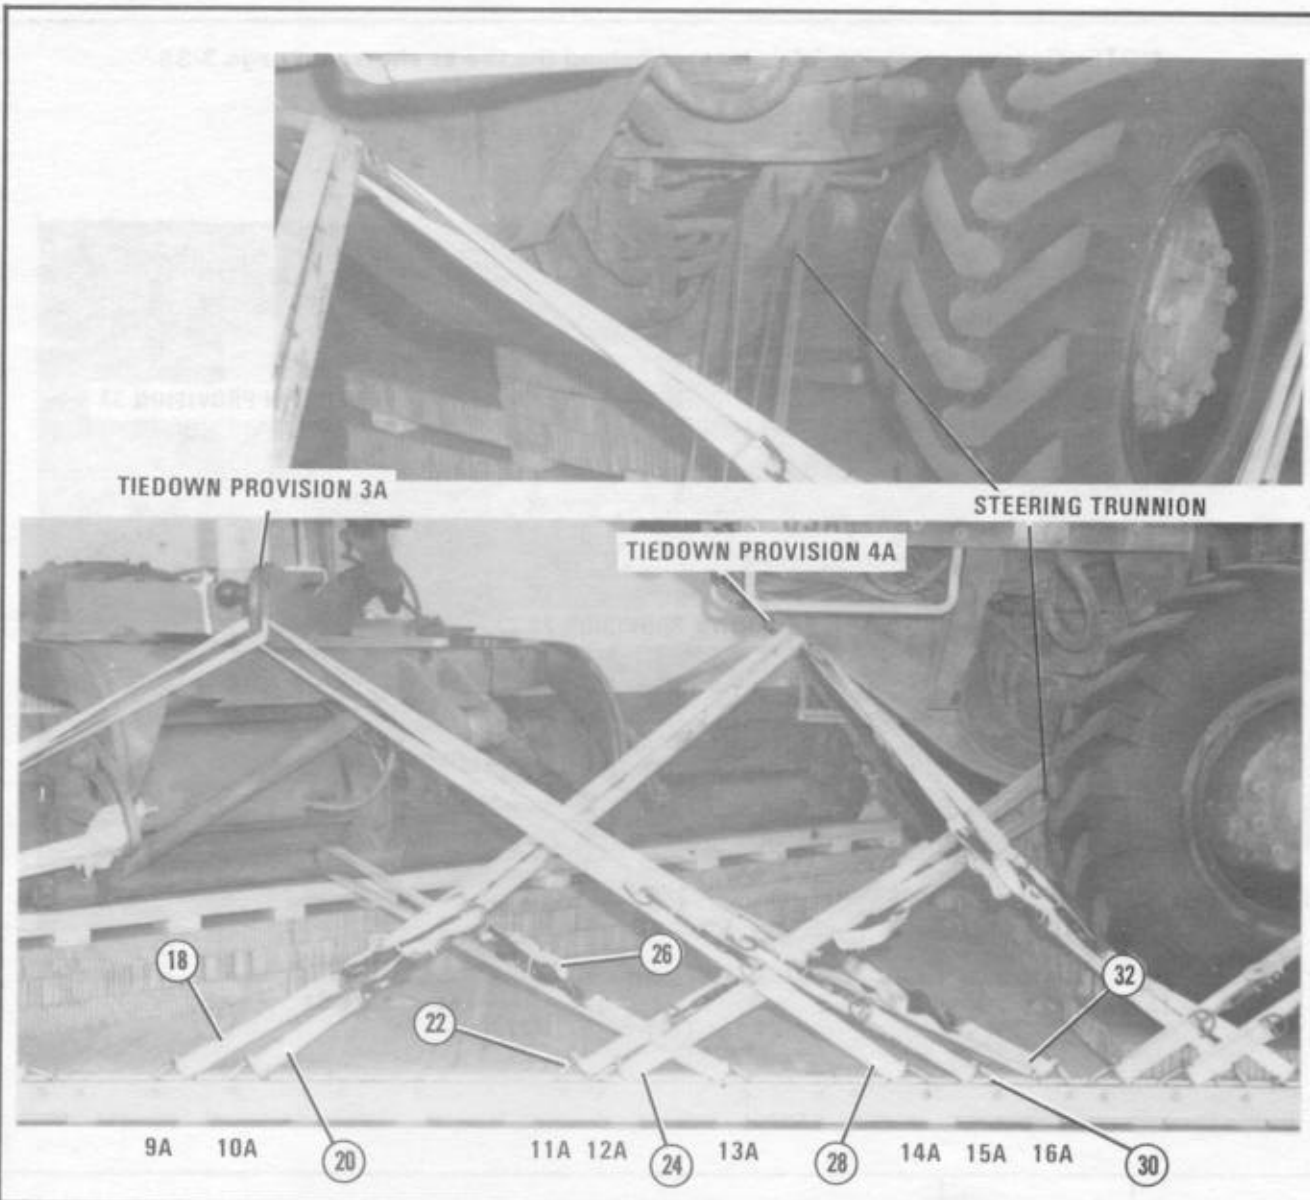 TIEDOWN PROVISION 3A
STEERING TRUNNION
TIEDOWN PROVISION 4A
18
26
32
22
9A 10A 20 11A 12A 24 13A 28 14A 15A 16A 30